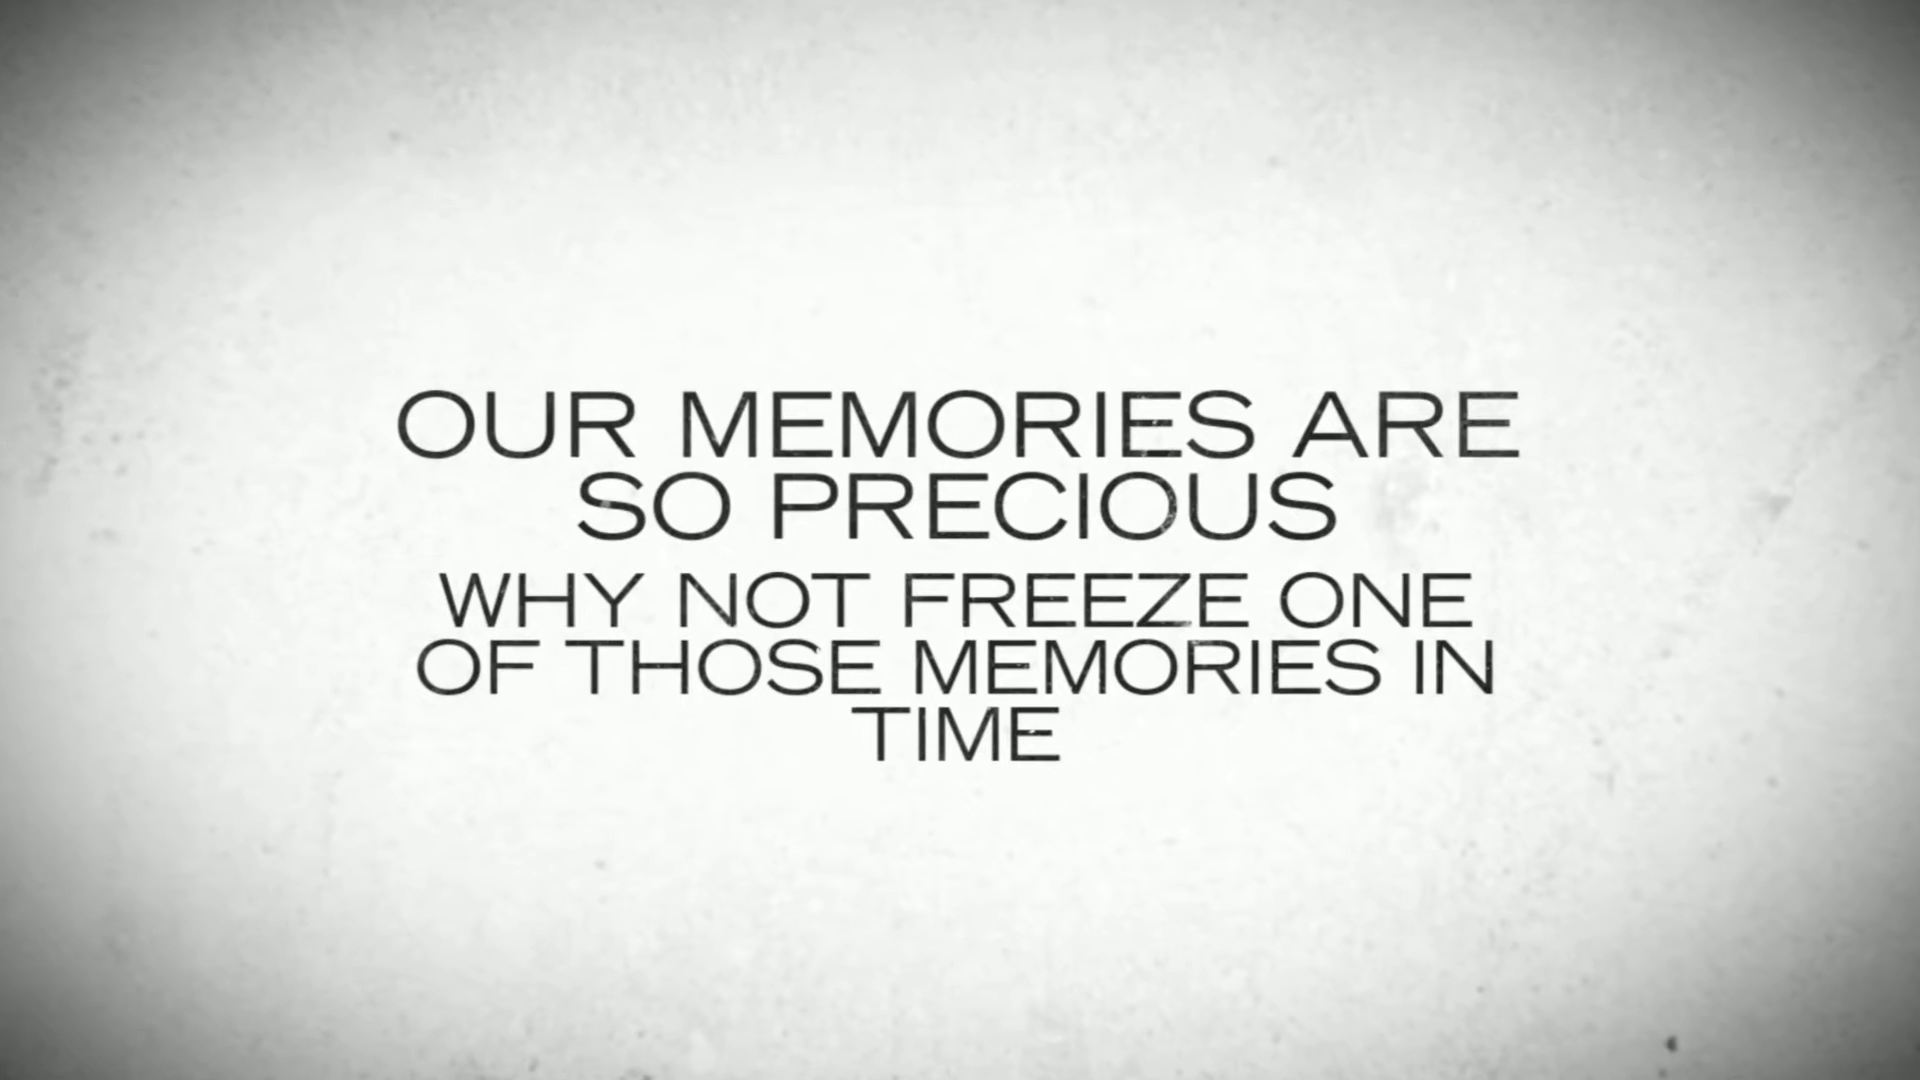 OUR MEMORIES ARE
SO PRECIOUS
WHY NOT FREEZE ONE
OF THOSE MEMORIES IN
TIME